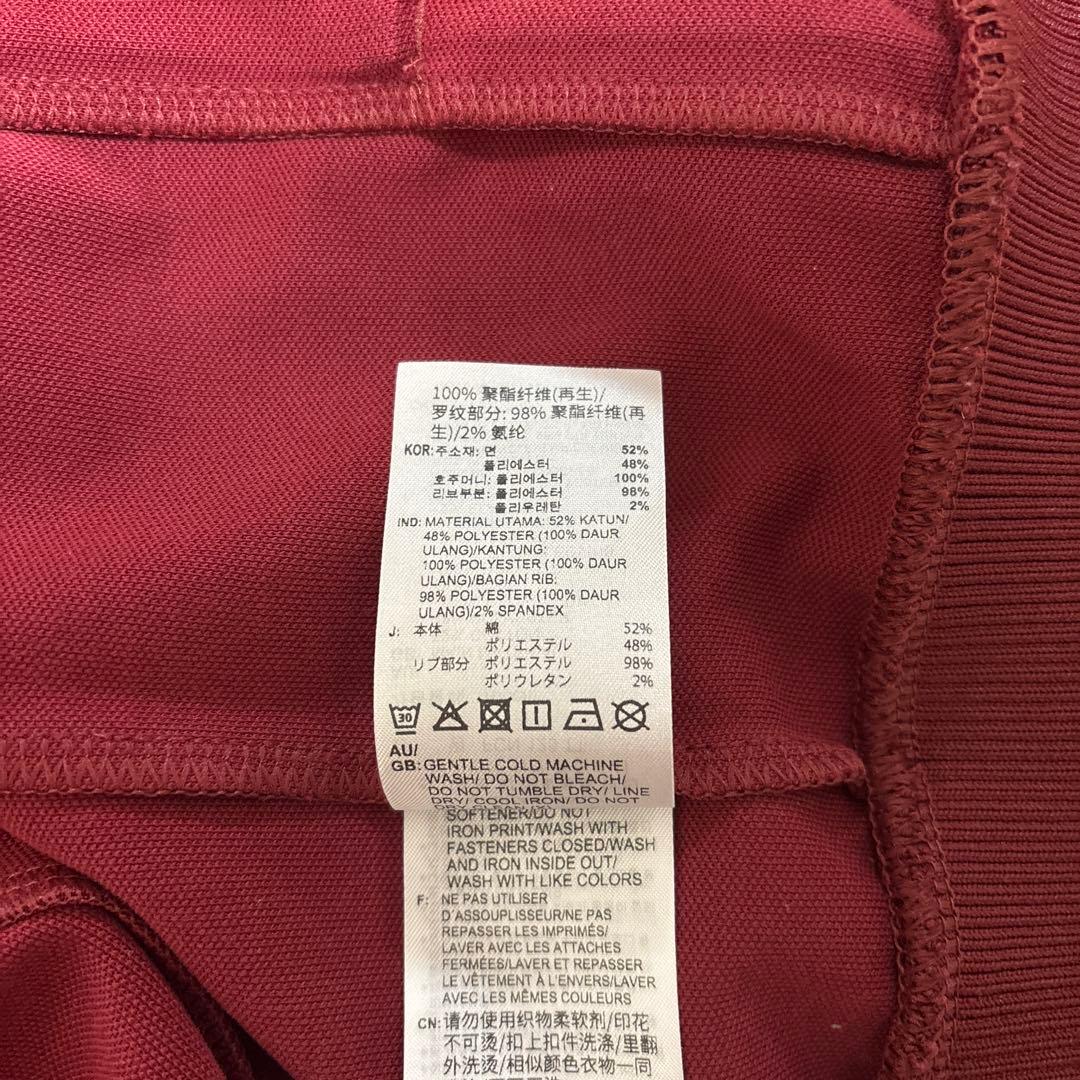 100% 聚酯纤维(再生)/
罗纹部分: 98% 聚酯纤维(再
生)/2% 氨纶
KOR: 주소재: 면 52%
폴리에스터 48%
호주머니: 폴리에스터 100%
리브부분: 폴리에스터 98%
폴리우레탄 2%
IND: MATERIAL UTAMA: 52% KATUN/
48% POLYESTER (100% DAUR
ULANG)/KANTUNG:
100% POLYESTER (100% DAUR
ULANG)/BAGIAN RIB:
98% POLYESTER (100% DAUR
ULANG)/2% SPANDEX
J: 本体 綿 52%
ポリエステル 48%
リブ部分 ポリエステル 98%
ポリウレタン 2%
30
AU/
GB: GENTLE COLD MACHINE
WASH/ DO NOT BLEACH/
DO NOT TUMBLE DRY/ LINE
DRY/ COOL IRON/ DO NOT
SOFTENER/DO NOT
IRON PRINT/WASH WITH
FASTENERS CLOSED/WASH
AND IRON INSIDE OUT/
WASH WITH LIKE COLORS
F: NE PAS UTILISER
D'ASSOUPLISSEUR/NE PAS
REPASSER LES IMPRIMÉS/
LAVER AVEC LES ATTACHES
FERMÉES/LAVER ET REPASSER
LE VÊTEMENT À L'ENVERS/LAVER
AVEC LES MÊMES COULEURS
CN: 请勿使用织物柔软剂/印花
不可烫/扣上扣件洗涤/里翻
外洗烫/相似颜色衣物一同